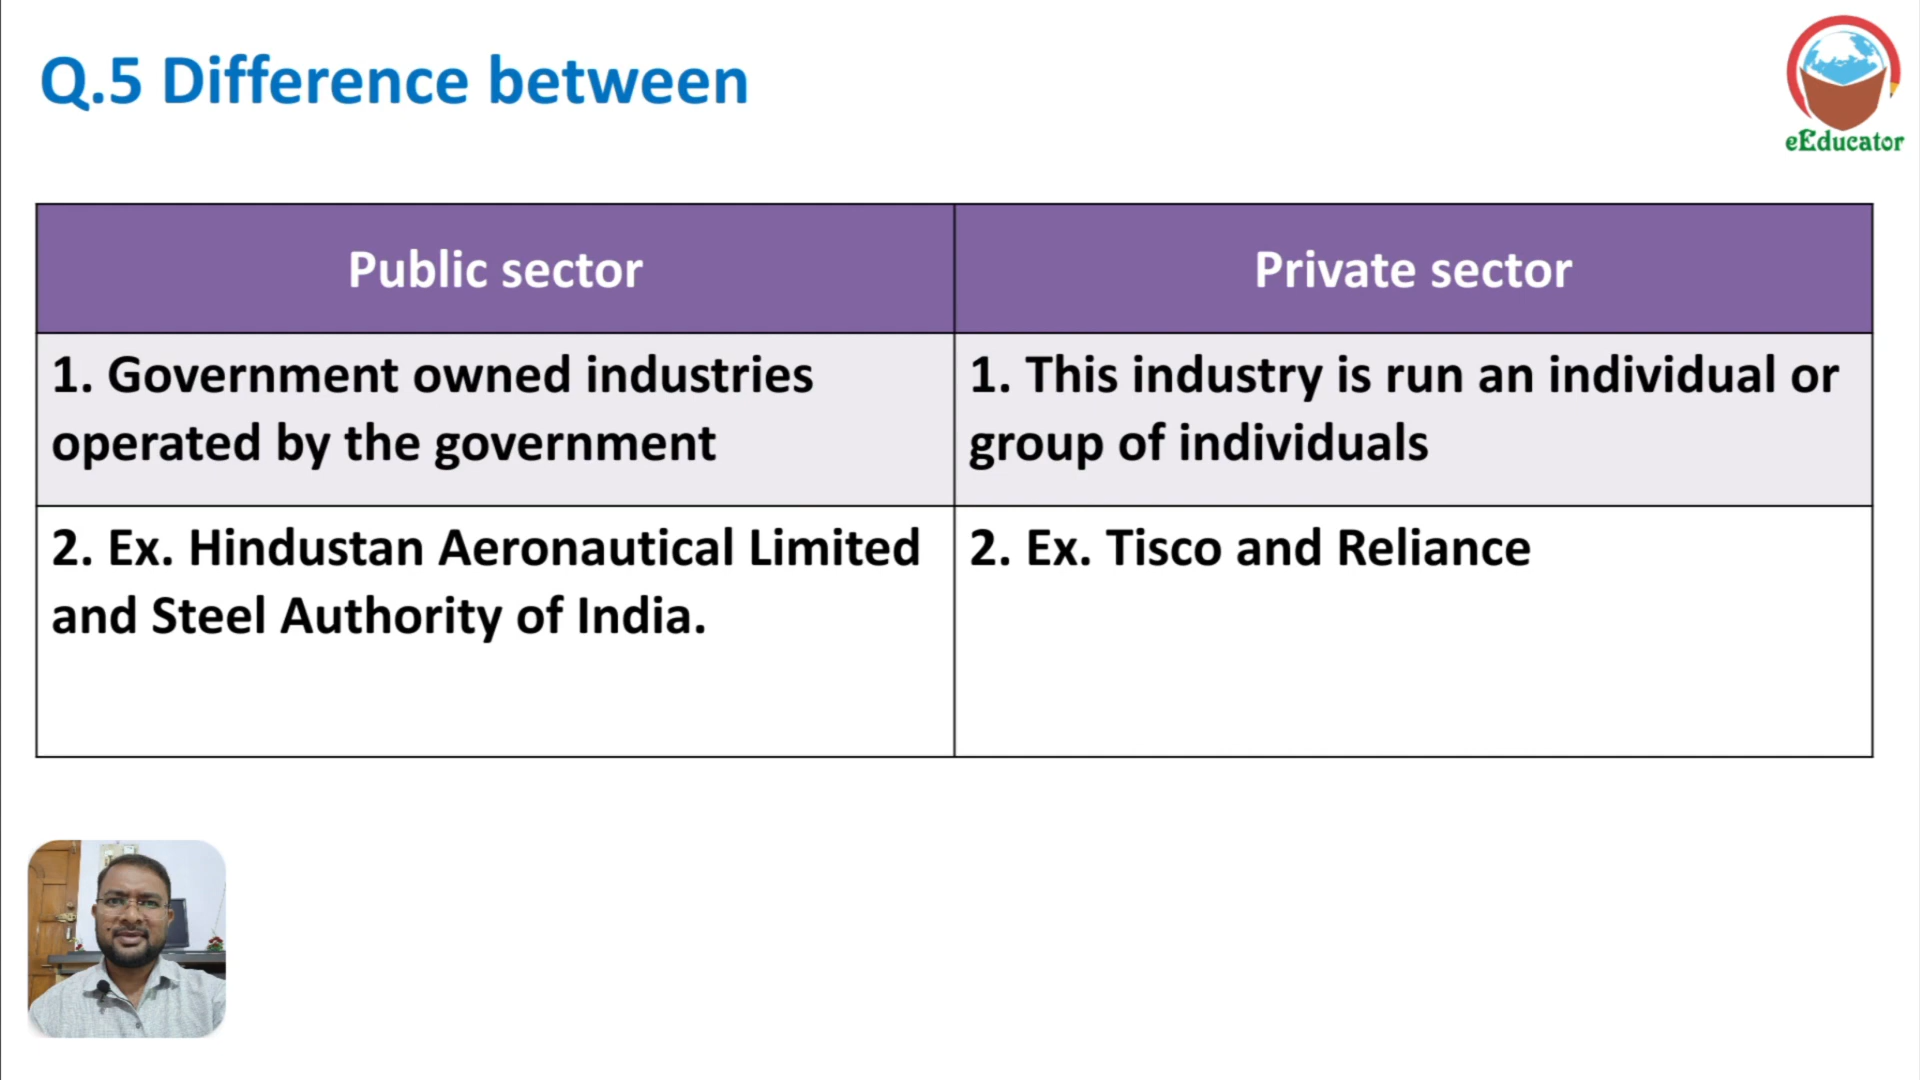 Q.5 Difference between
eEducator
Public sector
Private sector
1. Government owned industries
operated by the government
1. This industry is run an individual or
group of individuals
2. Ex. Hindustan Aeronautical Limited
and Steel Authority of India.
2. Ex. Tisco and Reliance